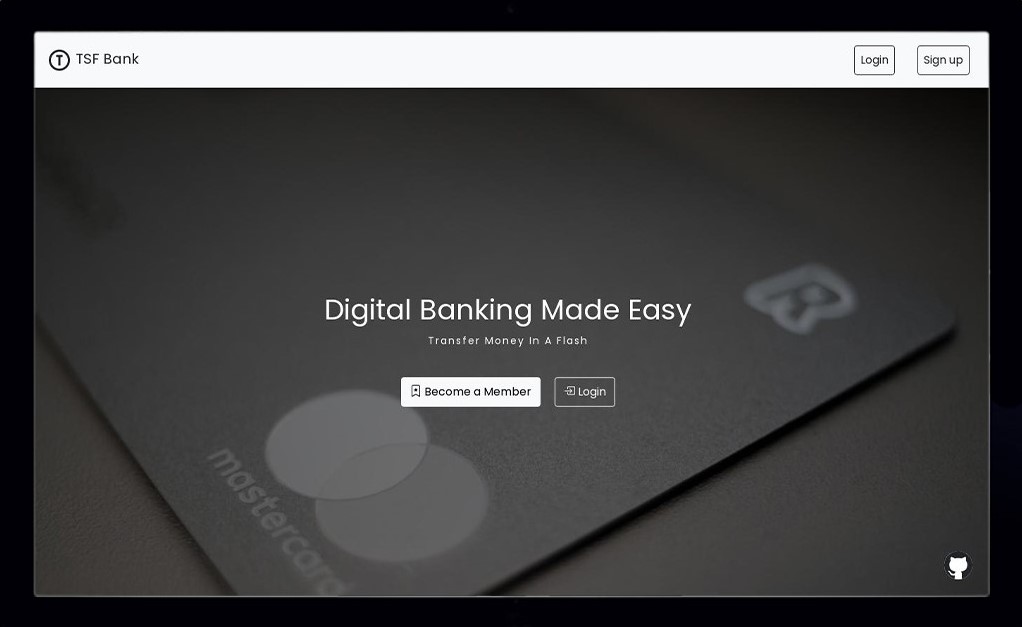 TSF Bank
Login
Sign up
Digital Banking Made Easy
Transfer Money In A Flash
Become a Member
Login
mastercard